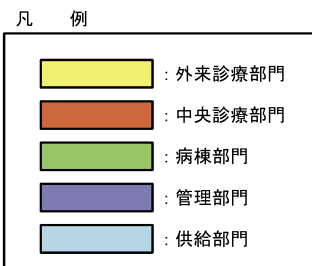 凡　例
：外来診療部門
：中央診療部門
：病棟部門
：管理部門
：供給部門